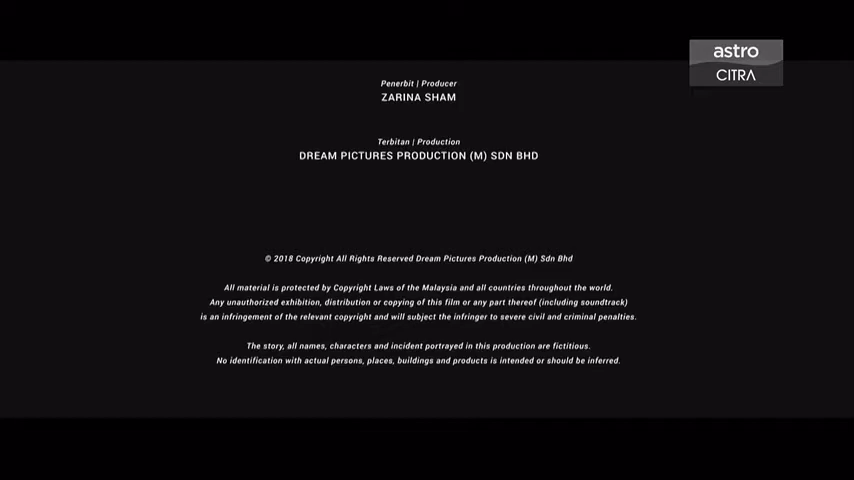 astro
CITRA
Penerbit | Producer
ZARINA SHAM
Terbitan | Production
DREAM PICTURES PRODUCTION (M) SDN BHD
© 2018 Copyright All Rights Reserved Dream Pictures Production (M) Sdn Bhd
All material is protected by Copyright Laws of the Malaysia and all countries throughout the world.
Any unauthorized exhibition, distribution or copying of this film or any part thereof (including soundtrack)
is an infringement of the relevant copyright and will subject the infringer to severe civil and criminal penalties.
The story, all names, characters and incident portrayed in this production are fictitious.
No identification with actual persons, places, buildings and products is intended or should be inferred.